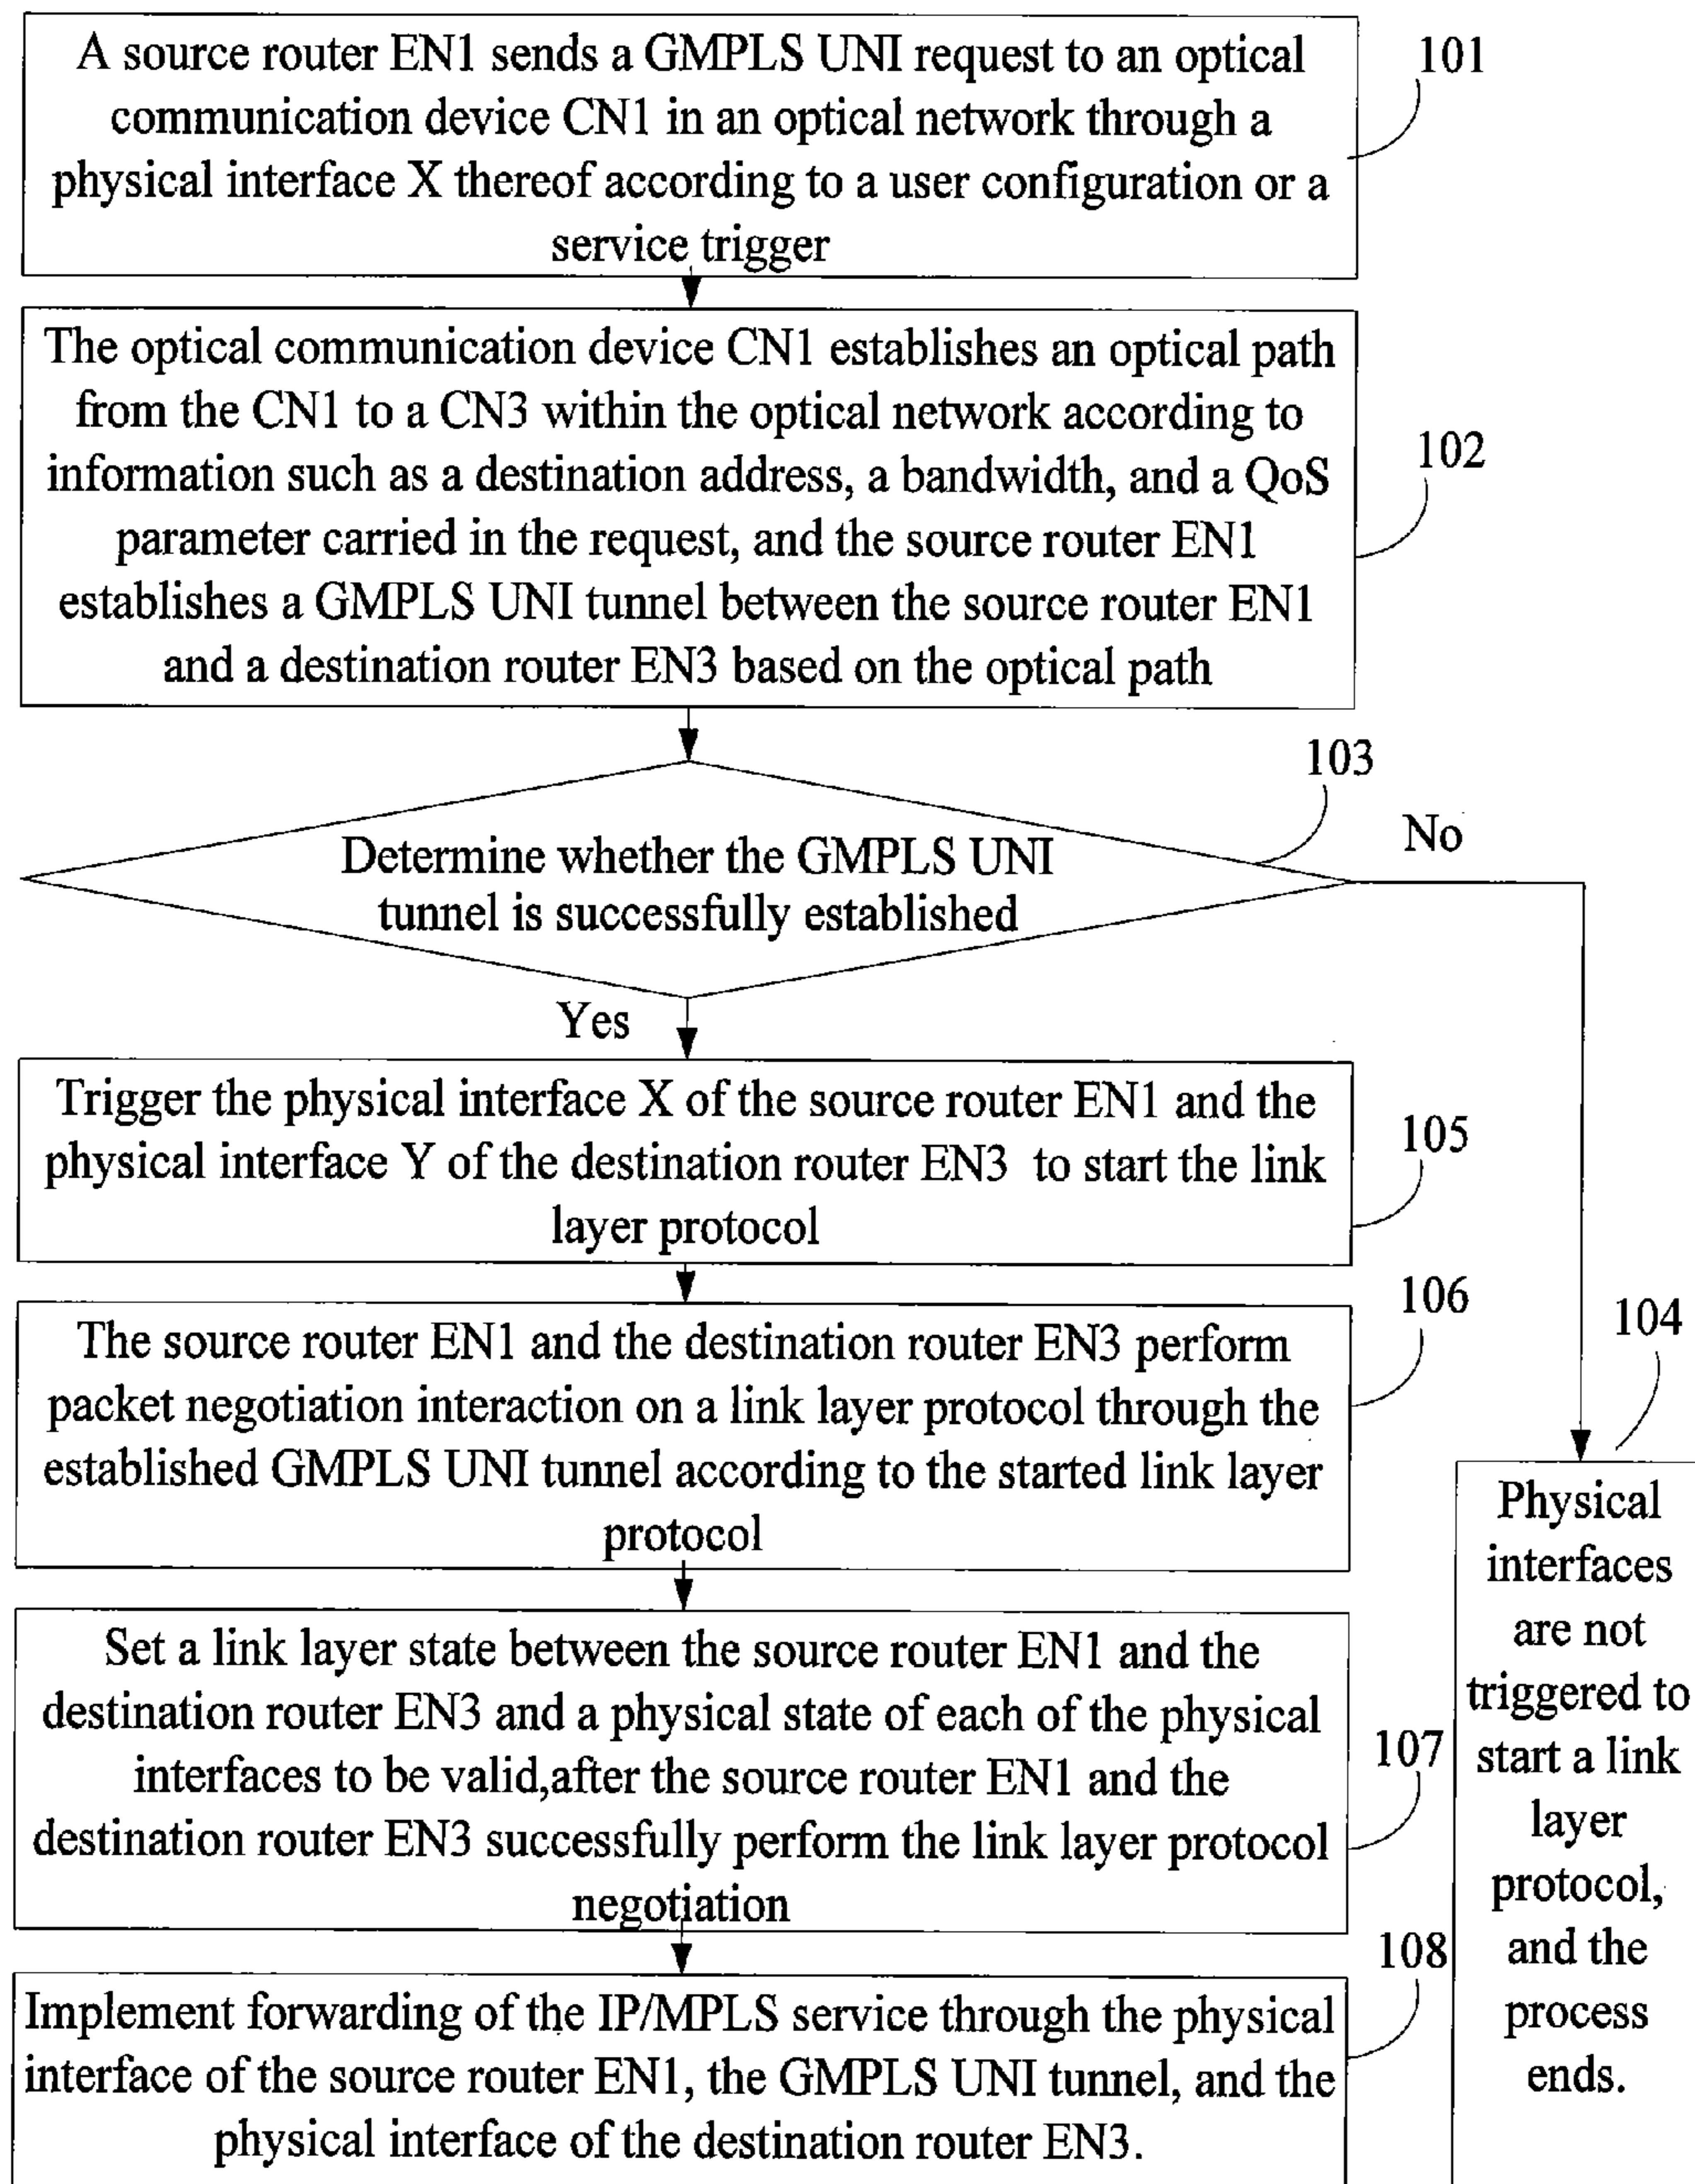 A source router EN1 sends a GMPLS UNI request to an optical
communication device CN1 in an optical network through a
physical interface X thereof according to a user configuration or a
service trigger
101
The optical communication device CN1 establishes an optical path
from the CN1 to a CN3 within the optical network according to
information such as a destination address, a bandwidth, and a QoS
parameter carried in the request, and the source router EN1
establishes a GMPLS UNI tunnel between the source router EN1
and a destination router EN3 based on the optical path
102
103
Determine whether the GMPLS UNI
tunnel is successfully established
No
Yes
Trigger the physical interface X of the source router EN1 and the
physical interface Y of the destination router EN3 to start the link
layer protocol
105
The source router EN1 and the destination router EN3 perform
packet negotiation interaction on a link layer protocol through the
established GMPLS UNI tunnel according to the started link layer
protocol
106
104
Physical
interfaces
are not
triggered to
start a link
layer
protocol,
and the
process
ends.
Set a link layer state between the source router EN1 and the
destination router EN3 and a physical state of each of the physical
interfaces to be valid,after the source router EN1 and the
destination router EN3 successfully perform the link layer protocol
negotiation
107
Implement forwarding of the IP/MPLS service through the physical
interface of the source router EN1, the GMPLS UNI tunnel, and the
physical interface of the destination router EN3.
108